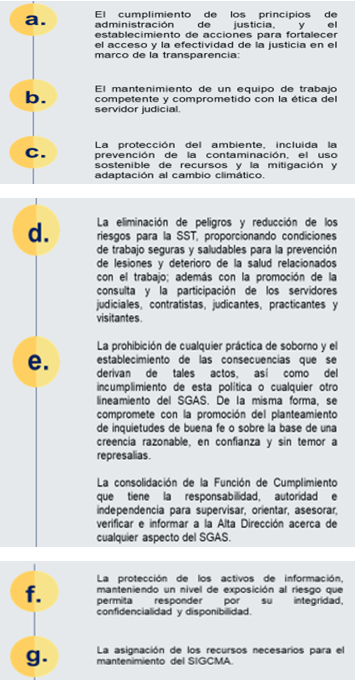 a.
El cumplimiento de los principios de
administración de justicia, y el
establecimiento de acciones para fortalecer
el acceso y la efectividad de la justicia en el
marco de la transparencia:
b.
El mantenimiento de un equipo de trabajo
competente y comprometido con la ética del
servidor judicial.
c.
La protección del ambiente, incluida la
prevención de la contaminación, el uso
sostenible de recursos y la mitigación y
adaptación al cambio climático.
d.
La eliminación de peligros y reducción de los
riesgos para la SST, proporcionando condiciones
de trabajo seguras y saludables para la prevención
de lesiones y deterioro de la salud relacionados
con el trabajo; además con la promoción de la
consulta y la participación de los servidores
judiciales, contratistas, judicantes, practicantes y
visitantes.
e.
La prohibición de cualquier práctica de soborno y el
establecimiento de las consecuencias que se
derivan de tales actos, así como del
incumplimiento de esta política o cualquier otro
lineamiento del SGAS. De la misma forma, se
compromete con la promoción del planteamiento
de inquietudes de buena fe o sobre la base de una
creencia razonable, en confianza y sin temor a
represalias.
La consolidación de la Función de Cumplimiento
que tiene la responsabilidad, autoridad e
independencia para supervisar, orientar, asesorar,
verificar e informar a la Alta Dirección acerca de
cualquier aspecto del SGAS.
f.
La protección de los activos de información,
manteniendo un nivel de exposición al riesgo que
permita responder por su integridad,
confidencialidad y disponibilidad.
g.
La asignación de los recursos necesarios para el
mantenimiento del SIGCMA.